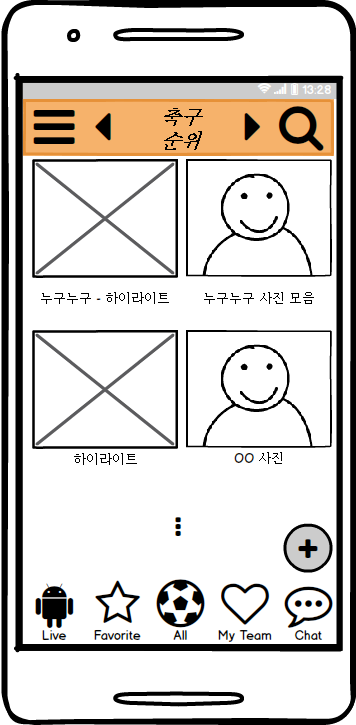 13:28
축구
순위
누구누구 - 하이라이트
누구누구 사진 모음
하이라이트
OO 사진
Live
Favorite
All
My Team
Chat